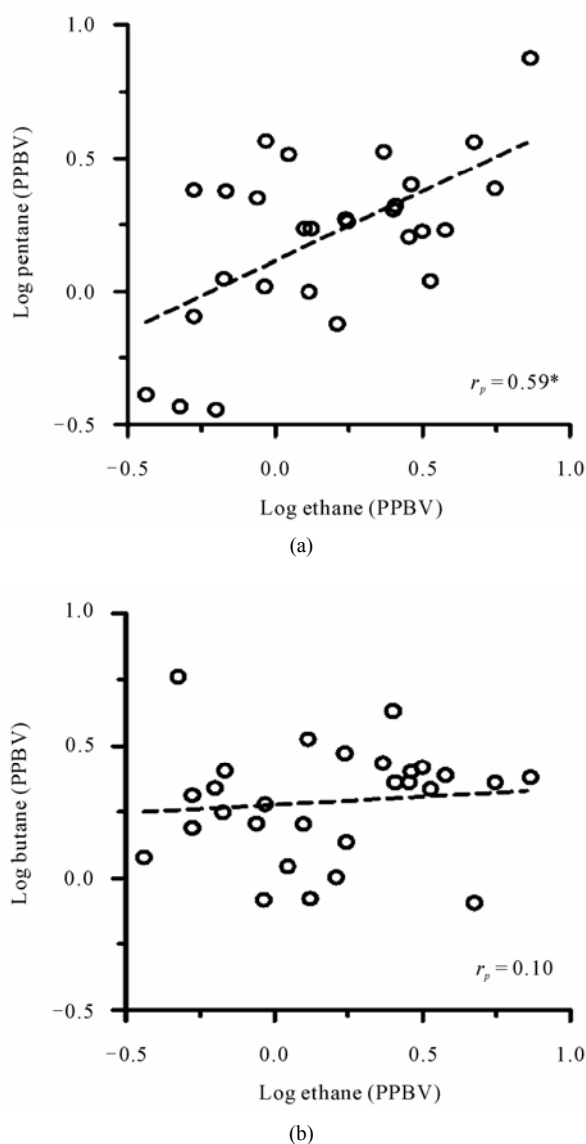 1.0
0.5
0.0
−0.5
Log pentane (PPBV)
r_p = 0.59*
−0.5 0.0 0.5 1.0
Log ethane (PPBV)
(a)
1.0
0.5
0.0
−0.5
Log butane (PPBV)
r_p = 0.10
−0.5 0.0 0.5 1.0
Log ethane (PPBV)
(b)